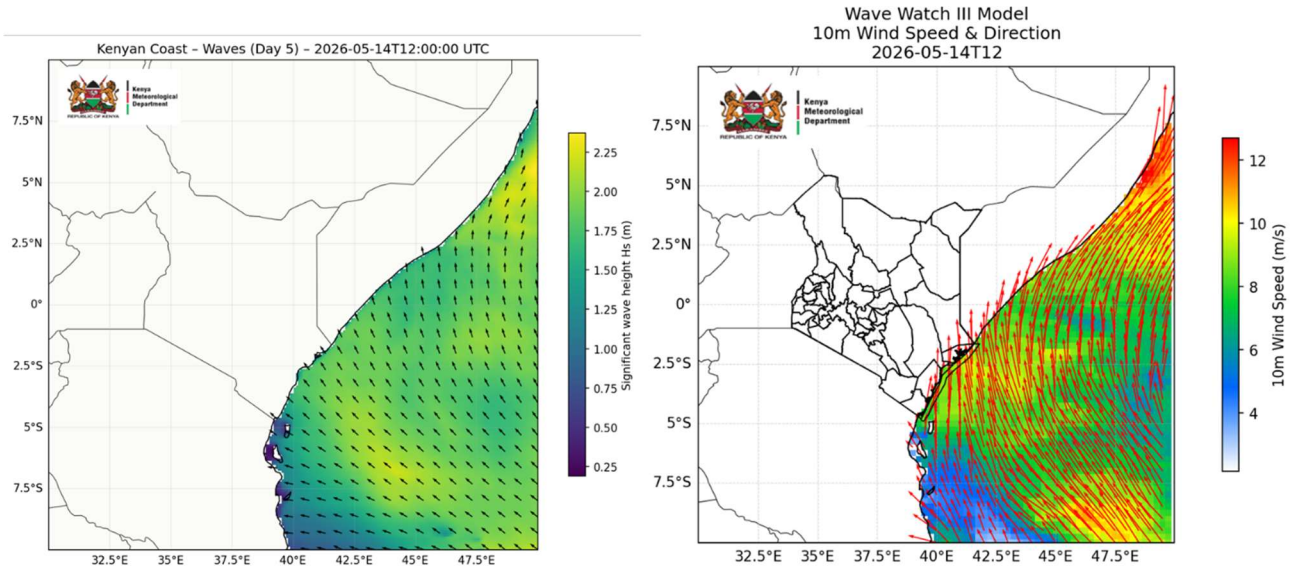 Kenyan Coast – Waves (Day 5) – 2026-05-14T12:00:00 UTC
Kenya
Meteorological
Department
REPUBLIC OF KENYA
7.5°N
5°N
2.5°N
0°
2.5°S
5°S
7.5°S
32.5°E 35°E 37.5°E 40°E 42.5°E 45°E 47.5°E
2.25
2.00
1.75
1.50
1.25
1.00
0.75
0.50
0.25
Significant wave height Hs (m)
Wave Watch III Model
10m Wind Speed & Direction
2026-05-14T12
Kenya
Meteorological
Department
REPUBLIC OF KENYA
7.5°N
5°N
2.5°N
0°
2.5°S
5°S
7.5°S
32.5°E 35°E 37.5°E 40°E 42.5°E 45°E 47.5°E
12
10
8
6
4
10m Wind Speed (m/s)